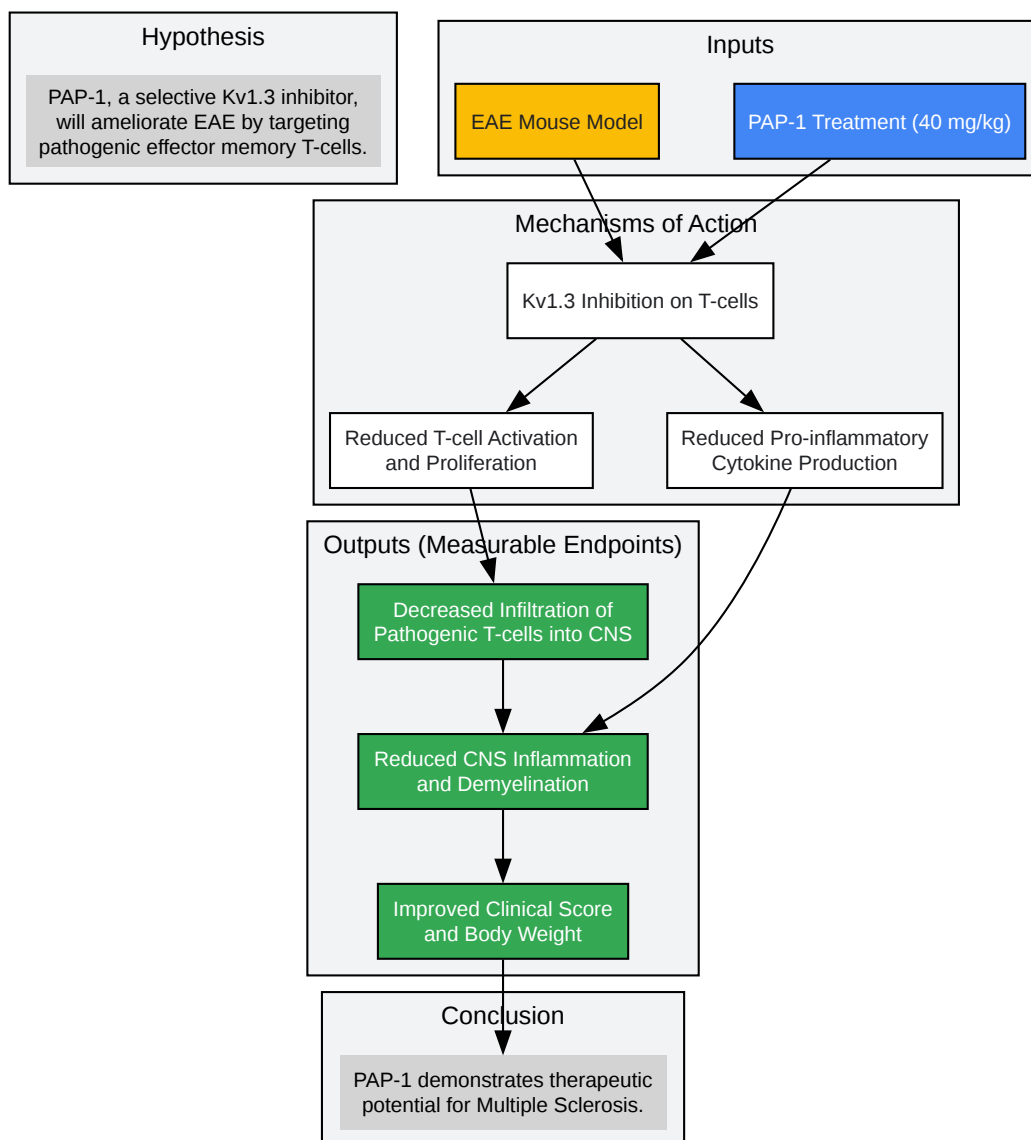 Hypothesis
PAP-1, a selective Kv1.3 inhibitor,
will ameliorate EAE by targeting
pathogenic effector memory T-cells.
Inputs
EAE Mouse Model
PAP-1 Treatment (40 mg/kg)
Mechanisms of Action
Kv1.3 Inhibition on T-cells
Reduced T-cell Activation
and Proliferation
Reduced Pro-inflammatory
Cytokine Production
Outputs (Measurable Endpoints)
Decreased Infiltration of
Pathogenic T-cells into CNS
Reduced CNS Inflammation
and Demyelination
Improved Clinical Score
and Body Weight
Conclusion
PAP-1 demonstrates therapeutic
potential for Multiple Sclerosis.